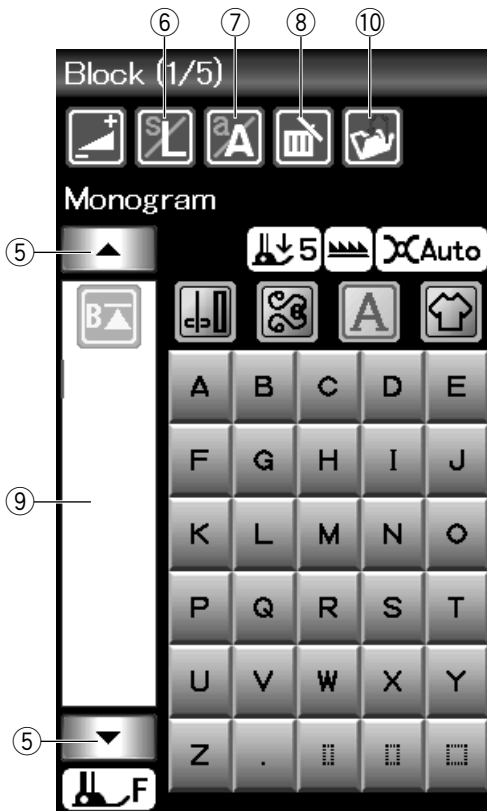 ⑥ ⑦ ⑧ ⑩
Block (1/5)
+ − S/L a/A
Monogram
⑤ 5 Auto
B A
A B C D E
F G H I J
⑨
K L M N O
P Q R S T
U V W X Y
⑤
Z .
F